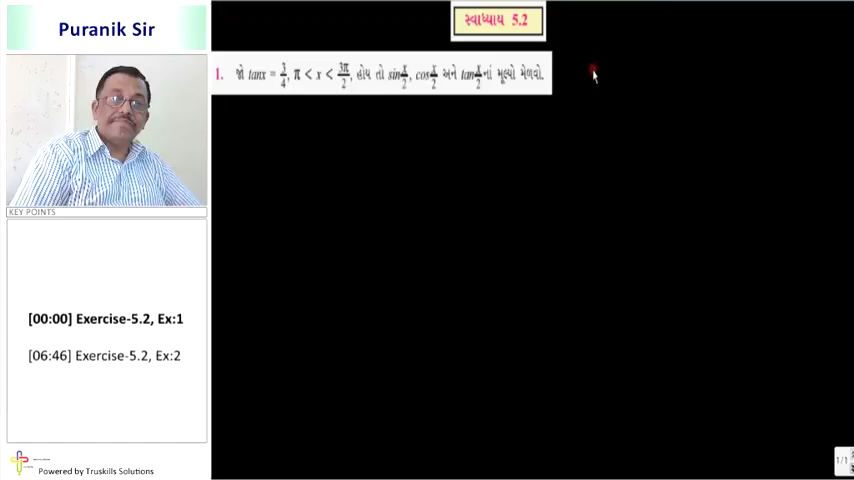 Puranik Sir
સ્વાધ્યાય 5.2
1. જો tanx = 3/4, π < x < 3π/2, હોય તો sin x/2, cos x/2 અને tan x/2 નાં મૂલ્યો મેળવો.
KEY POINTS
[00:00] Exercise-5.2, Ex:1
[06:46] Exercise-5.2, Ex:2
Powered by Truskills Solutions
1/1